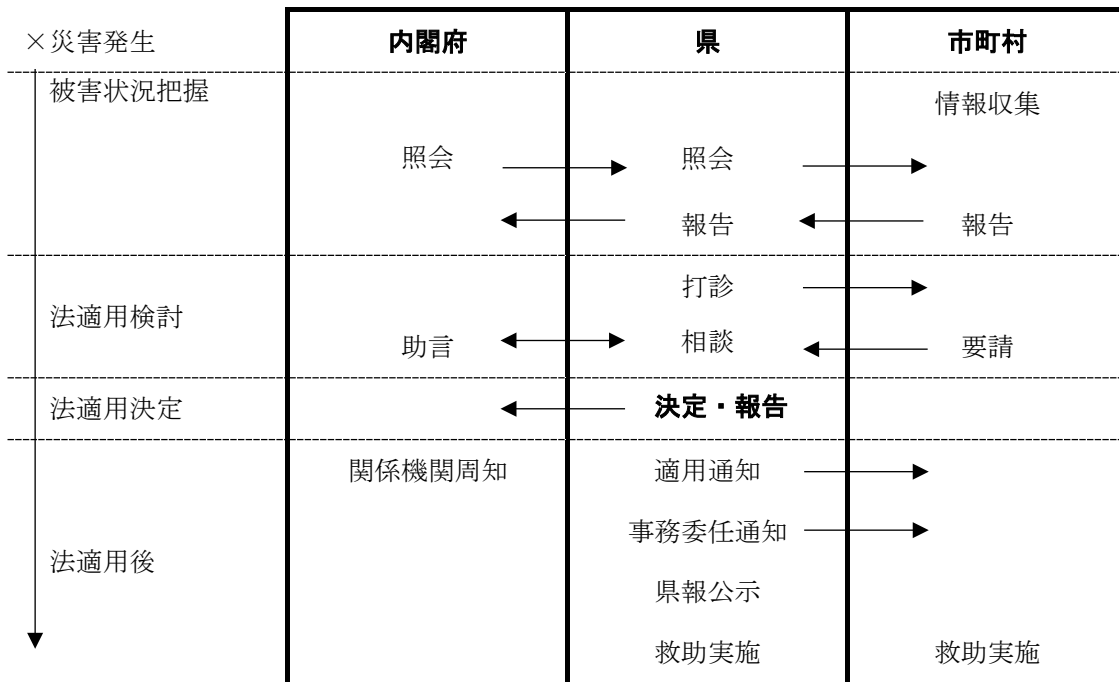 ×災害発生
内閣府
県
市町村
被害状況把握
情報収集
照会
照会
報告
報告
打診
法適用検討
助言
相談
要請
法適用決定
決定・報告
関係機関周知
適用通知
事務委任通知
法適用後
県報公示
救助実施
救助実施